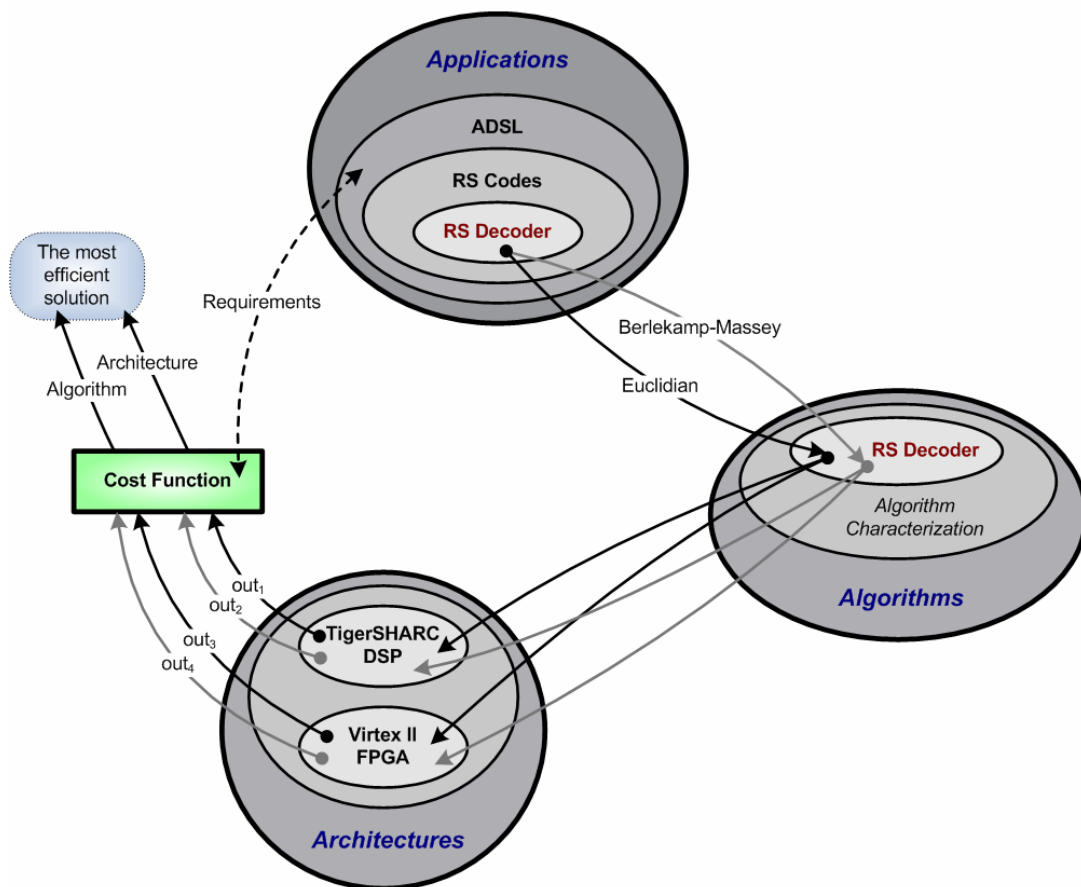 Applications
ADSL
RS Codes
RS Decoder
The most
efficient
solution
Requirements
Berlekamp-Massey
Architecture
Euclidian
Algorithm
RS Decoder
Cost Function
Algorithm
Characterization
Algorithms
out1
out2
TigerSHARC
DSP
out3
out4
Virtex II
FPGA
Architectures